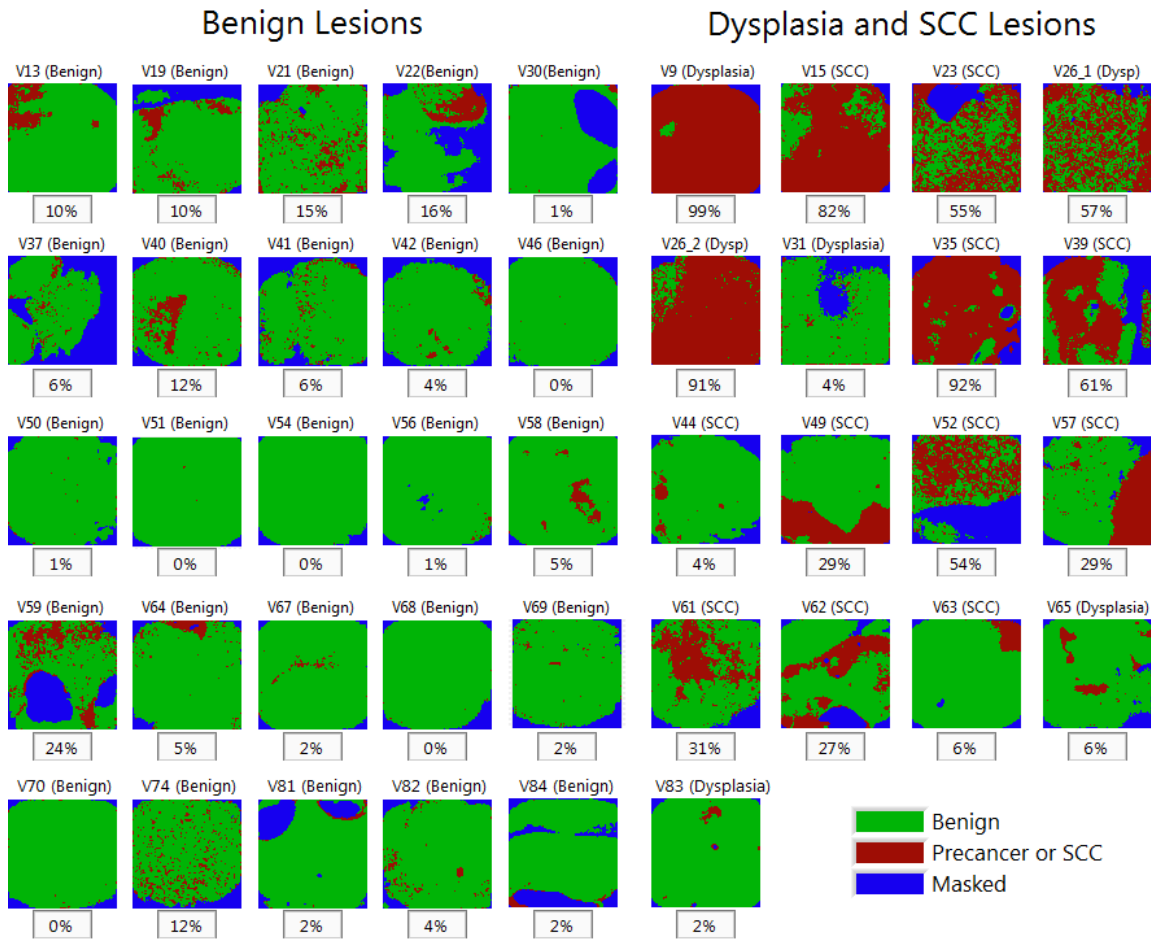 Benign Lesions
Dysplasia and SCC Lesions
V13 (Benign) V19 (Benign) V21 (Benign) V22(Benign) V30(Benign) V9 (Dysplasia) V15 (SCC) V23 (SCC) V26_1 (Dysp)
10% 10% 15% 16% 1% 99% 82% 55% 57%
V37 (Benign) V40 (Benign) V41 (Benign) V42 (Benign) V46 (Benign) V26_2 (Dysp) V31 (Dysplasia) V35 (SCC) V39 (SCC)
6% 12% 6% 4% 0% 91% 4% 92% 61%
V50 (Benign) V51 (Benign) V54 (Benign) V56 (Benign) V58 (Benign) V44 (SCC) V49 (SCC) V52 (SCC) V57 (SCC)
1% 0% 0% 1% 5% 4% 29% 54% 29%
V59 (Benign) V64 (Benign) V67 (Benign) V68 (Benign) V69 (Benign) V61 (SCC) V62 (SCC) V63 (SCC) V65 (Dysplasia)
24% 5% 2% 0% 2% 31% 27% 6% 6%
V70 (Benign) V74 (Benign) V81 (Benign) V82 (Benign) V84 (Benign) V83 (Dysplasia)
0% 12% 2% 4% 2% 2%
Benign
Precancer or SCC
Masked